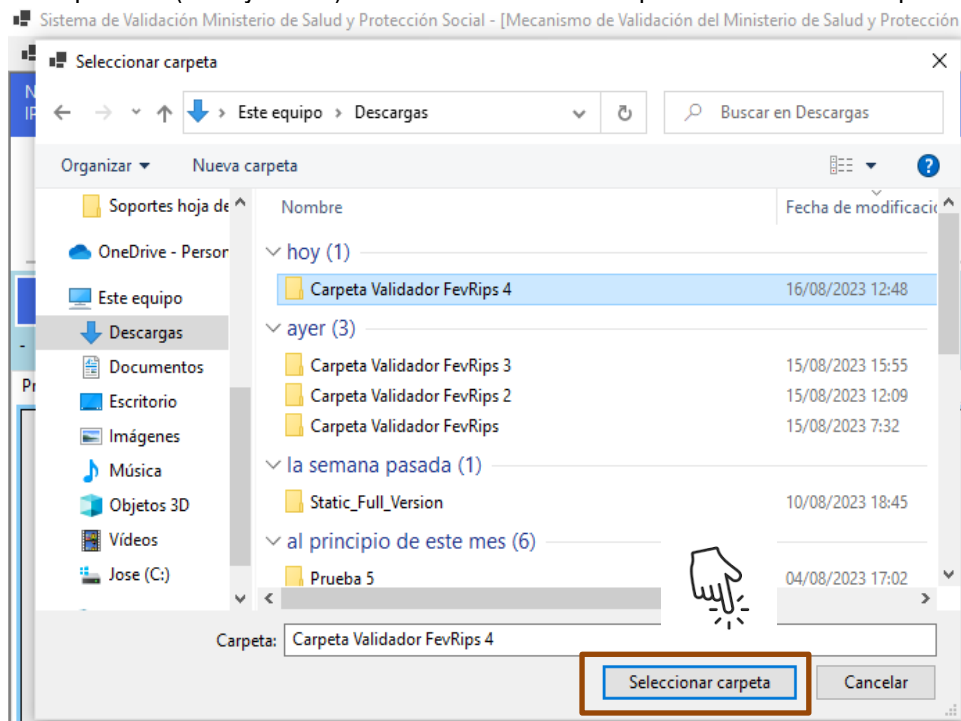 Sistema de Validación Ministerio de Salud y Protección Social - [Mecanismo de Validación del Ministerio de Salud y Protección
Seleccionar carpeta
Este equipo > Descargas
Buscar en Descargas
Organizar
Nueva carpeta
Soportes hoja de
OneDrive - Person
Este equipo
Descargas
Documentos
Escritorio
Imágenes
Música
Objetos 3D
Vídeos
Jose (C:)
Nombre Fecha de modificació
hoy (1)
Carpeta Validador FevRips 4 16/08/2023 12:48
ayer (3)
Carpeta Validador FevRips 3 15/08/2023 15:55
Carpeta Validador FevRips 2 15/08/2023 12:09
Carpeta Validador FevRips 15/08/2023 7:32
la semana pasada (1)
Static_Full_Version 10/08/2023 18:45
al principio de este mes (6)
Prueba 5 04/08/2023 17:02
Carpeta: Carpeta Validador FevRips 4
Seleccionar carpeta
Cancelar